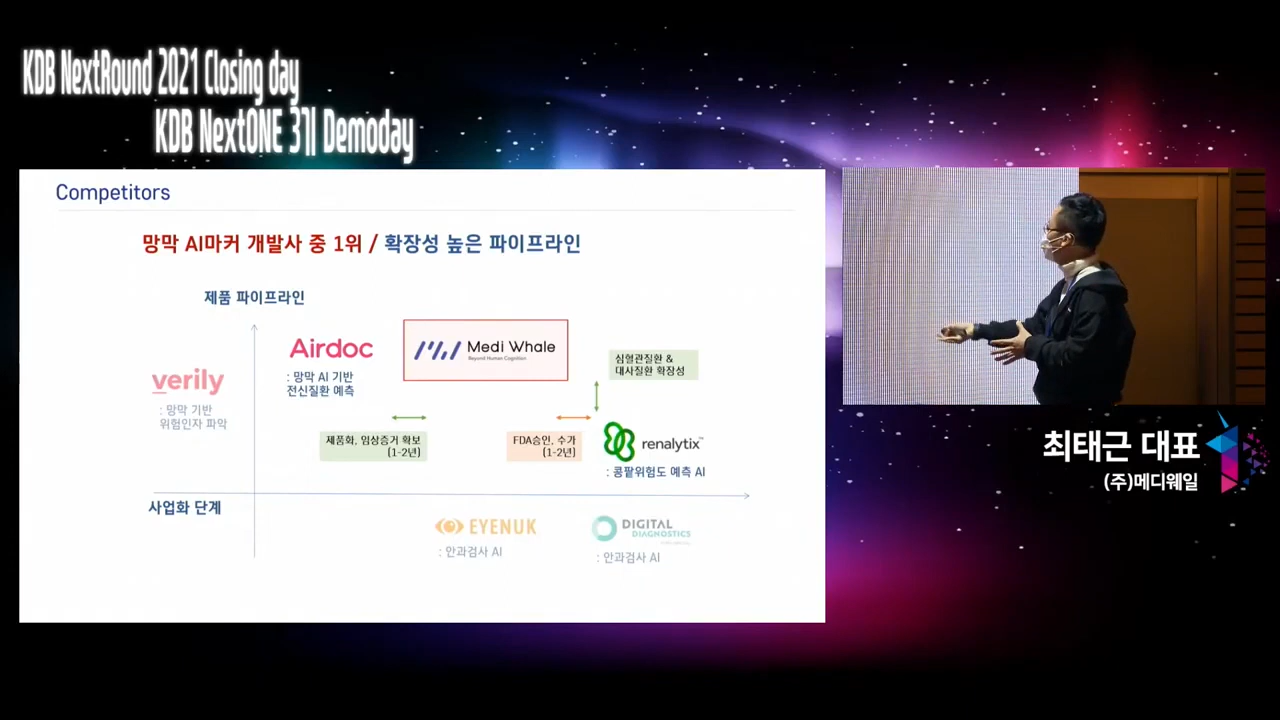 KDB NextRound 2021 Closing day
KDB NextONE 3기 Demoday
Competitors
망막 AI마커 개발사 중 1위 / 확장성 높은 파이프라인
제품 파이프라인
verily
: 망막 기반
위험인자 파악
Airdoc
: 망막 AI 기반
전신질환 예측
Medi Whale
Beyond Human Cognition
심혈관질환 &
대사질환 확장성
제품화, 임상증거 확보
(1-2년)
FDA승인, 수가
(1-2년)
renalytix™
: 콩팥위험도 예측 AI
사업화 단계
EYENUK
: 안과검사 AI
DIGITAL
DIAGNOSTICS
: 안과검사 AI
최태근 대표
(주)메디웨일